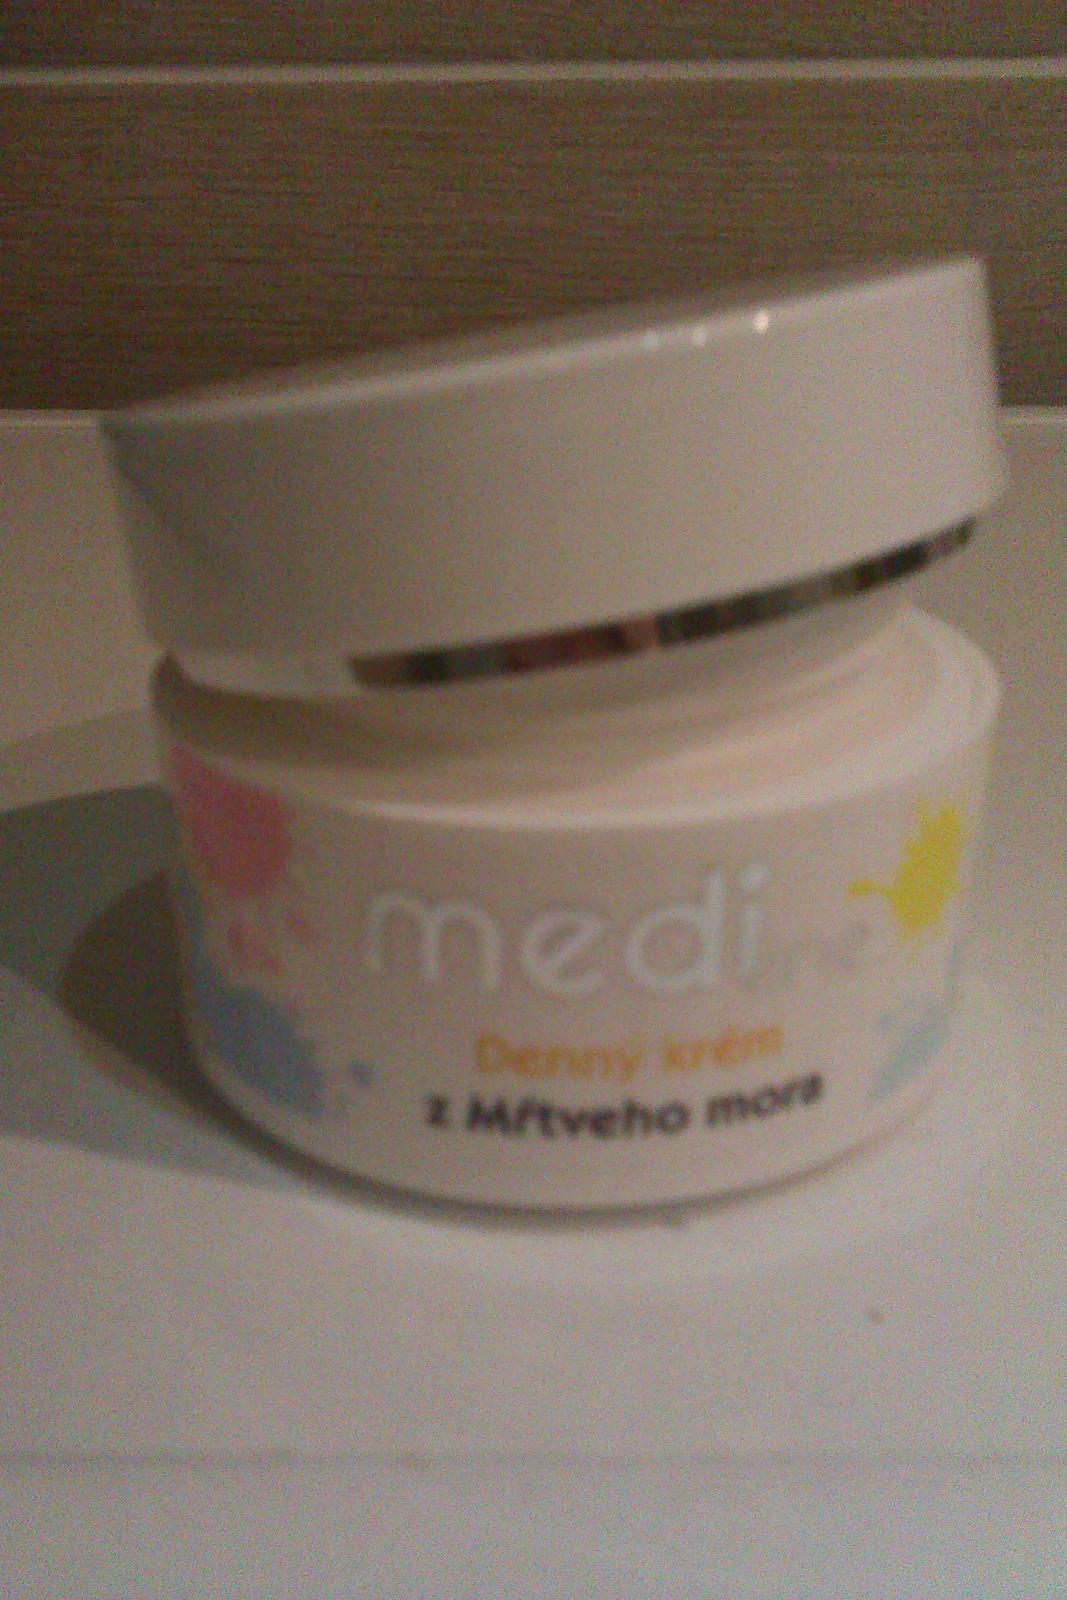 medi
Denný krém
z Mŕtveho mora